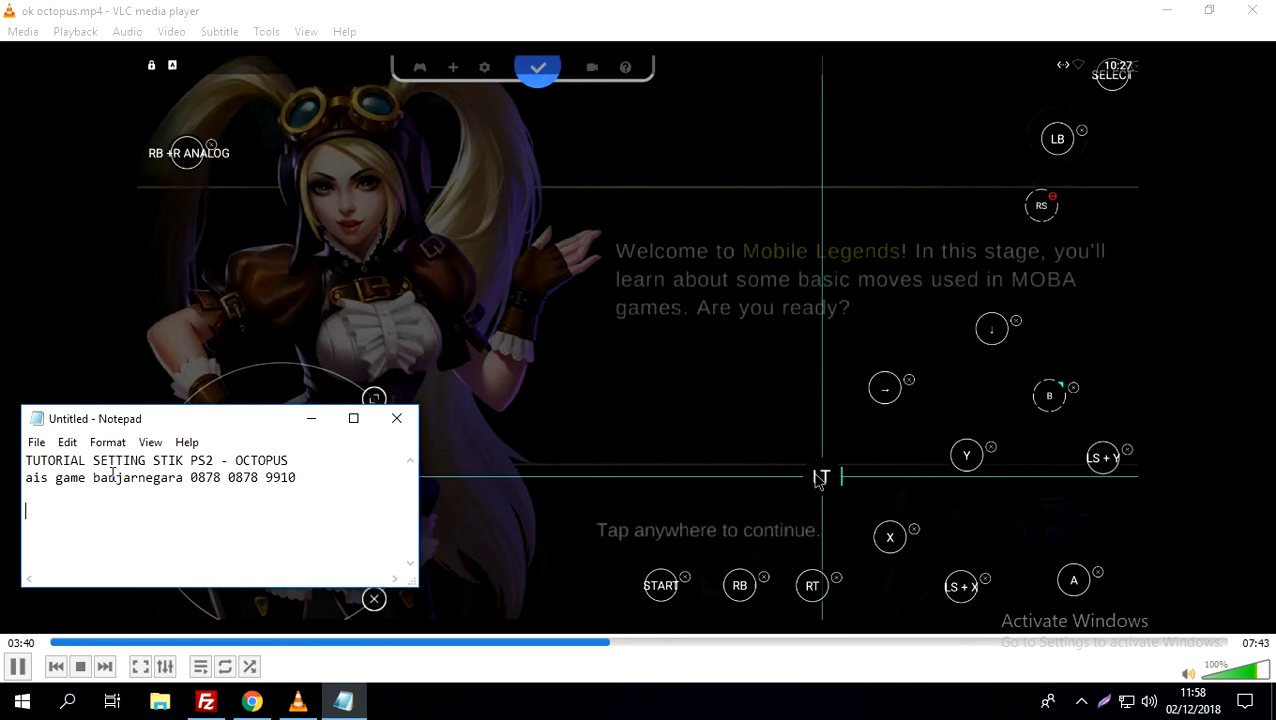 ok octopus.mp4 - VLC media player
Media Playback Audio Video Subtitle Tools View Help
A
10:27
SELECT
RB +R ANALOG
LB
RS
Welcome to Mobile Legends! In this stage, you'll
learn about some basic moves used in MOBA
games. Are you ready?
↓
→
B
Y
LS + Y
Untitled - Notepad
File Edit Format View Help
TUTORIAL SETTING STIK PS2 - OCTOPUS
ais game banjarnegara 0878 0878 9910
Tap anywhere to continue.
X
START
RB
RT
LS + X
A
Activate Windows
Go to Settings to activate Windows.
03:40
07:43
100%
11:58
02/12/2018